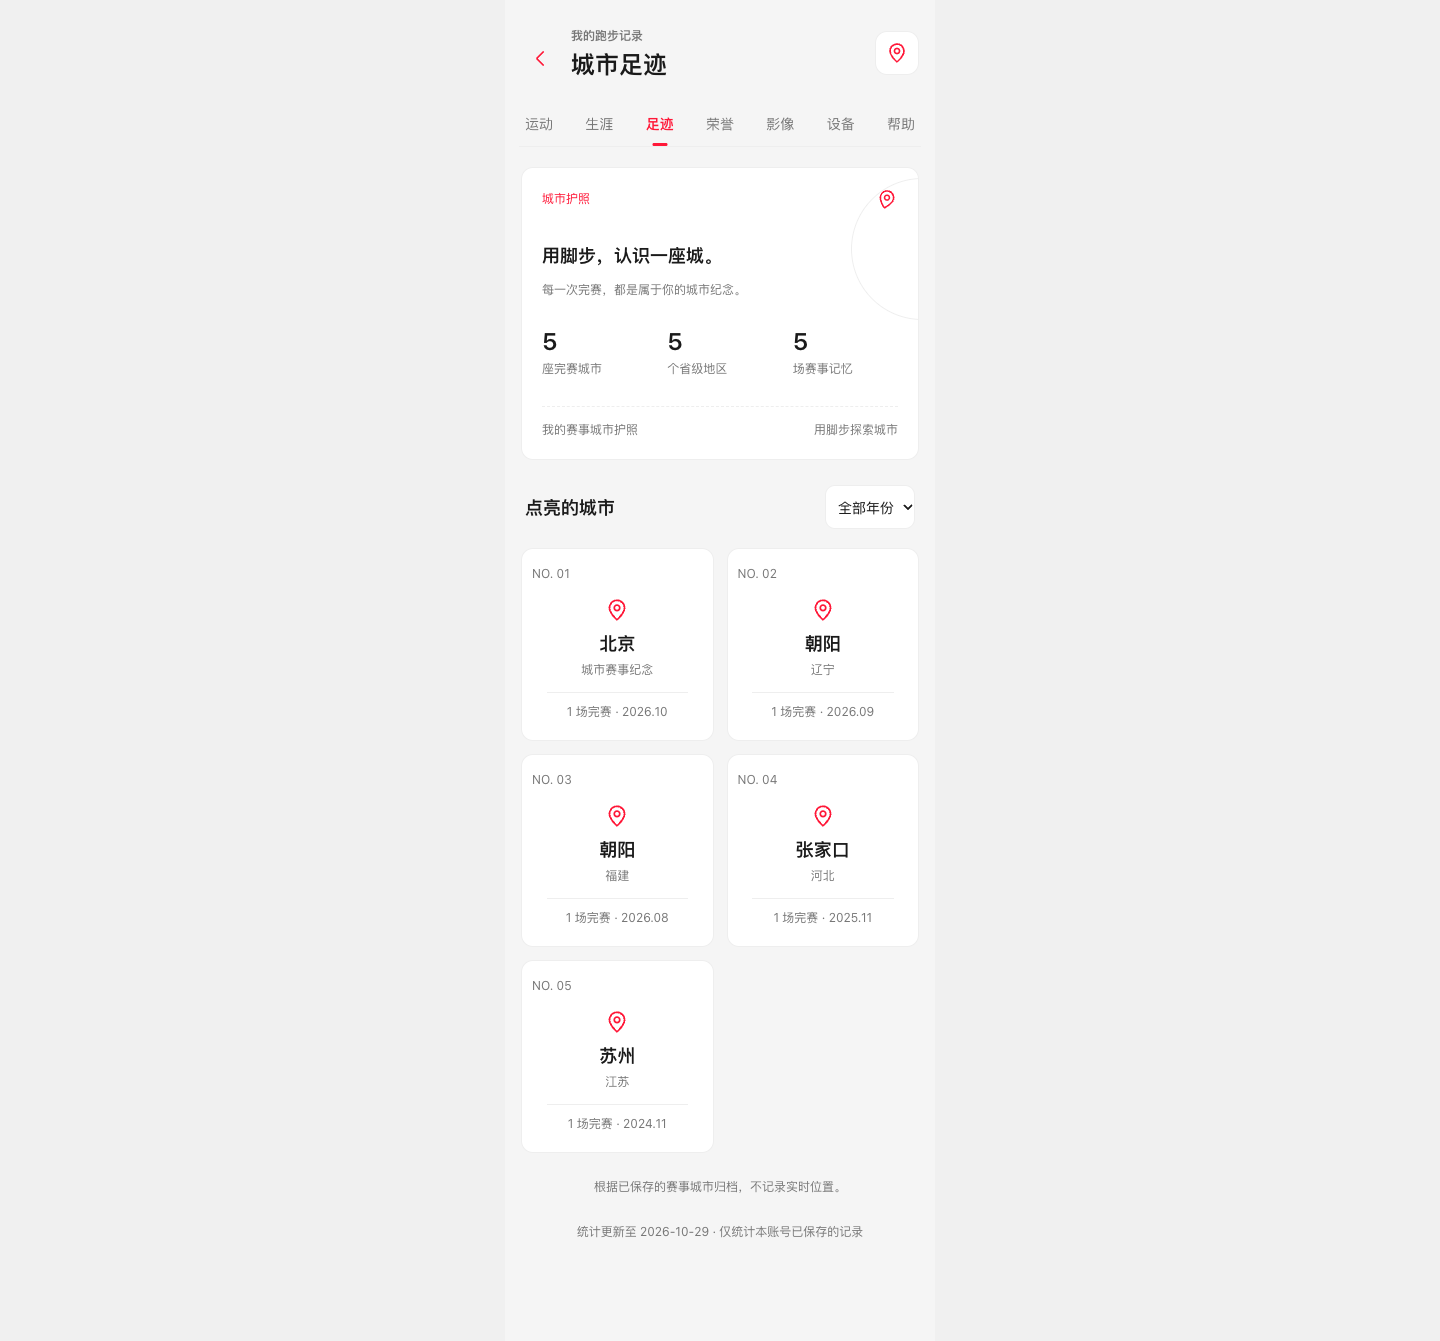 我的跑步记录
城市足迹
运动 生涯 足迹 荣誉 影像 设备 帮助
城市护照
用脚步，认识一座城。
每一次完赛，都是属于你的城市纪念。
5 5 5
座完赛城市 个省级地区 场赛事记忆
我的赛事城市护照 用脚步探索城市
点亮的城市 全部年份
NO. 01
北京
城市赛事纪念
1 场完赛 · 2026.10
NO. 02
朝阳
辽宁
1 场完赛 · 2026.09
NO. 03
朝阳
福建
1 场完赛 · 2026.08
NO. 04
张家口
河北
1 场完赛 · 2025.11
NO. 05
苏州
江苏
1 场完赛 · 2024.11
根据已保存的赛事城市归档，不记录实时位置。
统计更新至 2026-10-29 · 仅统计本账号已保存的记录